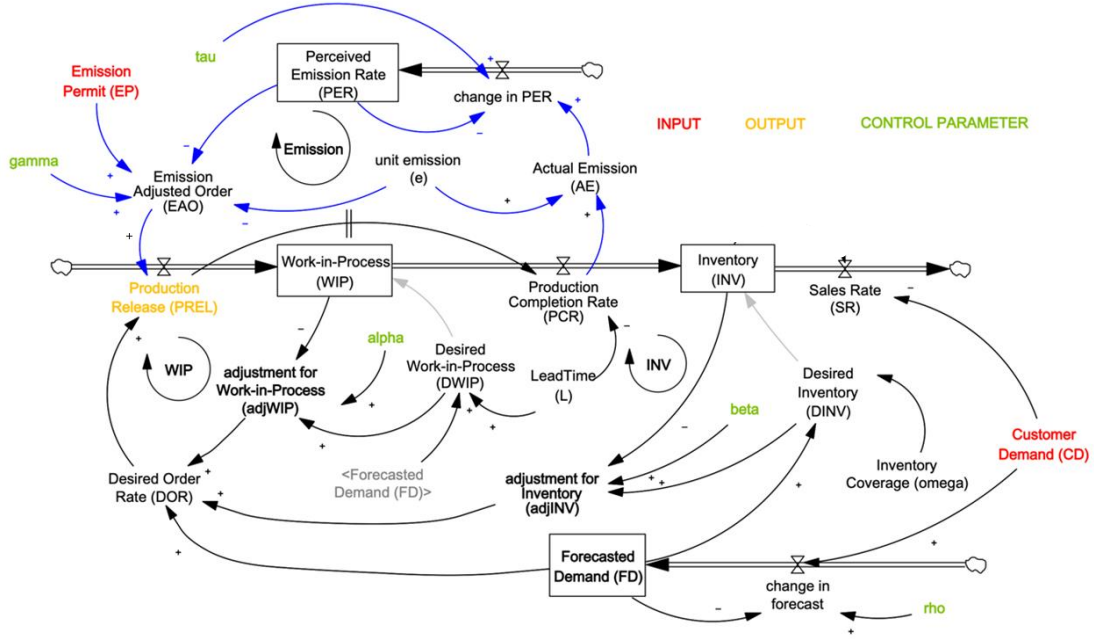 tau
Perceived
Emission Rate
(PER)
change in PER
Emission
Permit (EP)
INPUT
OUTPUT
CONTROL PARAMETER
Emission
unit emission
(e)
Actual Emission
(AE)
gamma
Emission
Adjusted Order
(EAO)
Work-in-Process
(WIP)
Inventory
(INV)
Production
Release (PREL)
Production
Completion Rate
(PCR)
Sales Rate
(SR)
WIP
alpha
adjustment for
Work-in-Process
(adjWIP)
Desired
Work-in-Process
(DWIP)
LeadTime
(L)
INV
Desired
Inventory
(DINV)
beta
Customer
Demand (CD)
Desired Order
Rate (DOR)
<Forecasted
Demand (FD)>
adjustment for
Inventory
(adjINV)
Inventory
Coverage (omega)
Forecasted
Demand (FD)
change in
forecast
rho